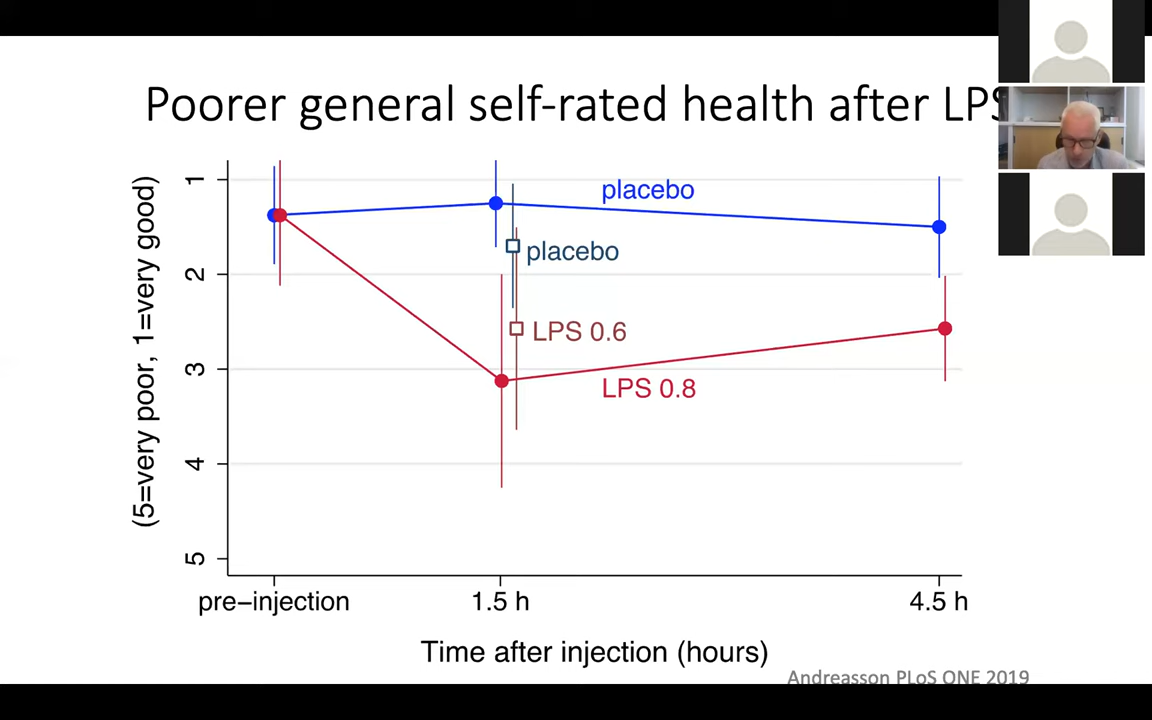 Poorer general self-rated health after LPS
(5=very poor, 1=very good)
1
2
3
4
5
placebo
placebo
LPS 0.6
LPS 0.8
pre-injection
1.5 h
4.5 h
Time after injection (hours)
Andreasson PLoS ONE 2019